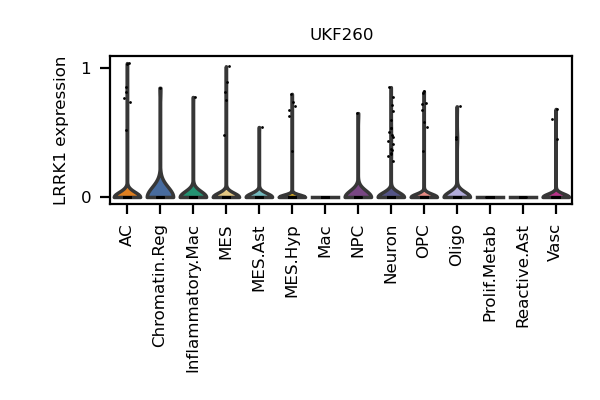 UKF260
LRRK1 expression
1
0
AC
Chromatin.Reg
Inflammatory.Mac
MES
MES.Ast
MES.Hyp
Mac
NPC
Neuron
OPC
Oligo
Prolif.Metab
Reactive.Ast
Vasc